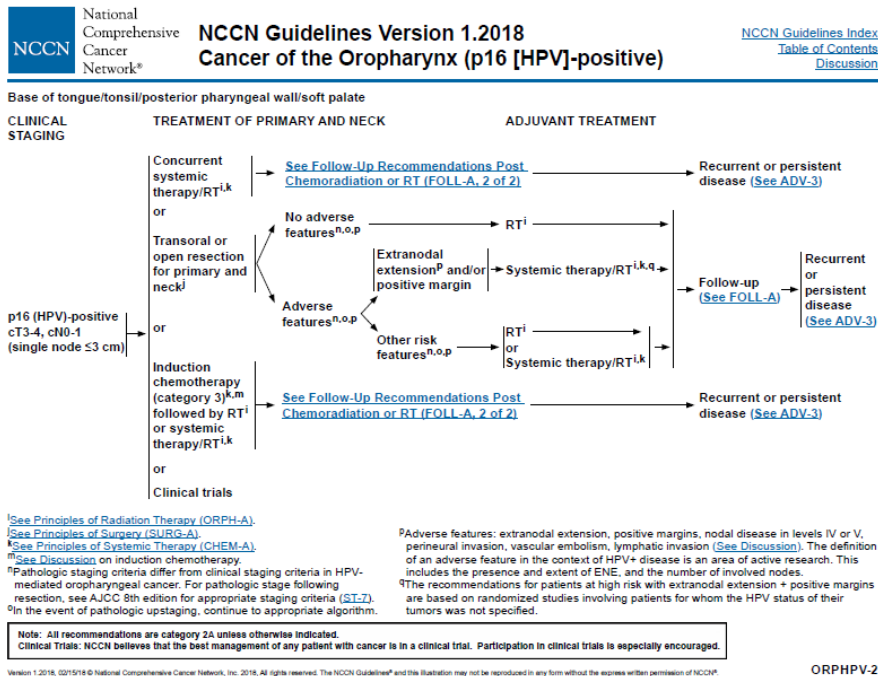 NCCN
National
Comprehensive
Cancer
Network®
NCCN Guidelines Version 1.2018
Cancer of the Oropharynx (p16 [HPV]-positive)
NCCN Guidelines Index
Table of Contents
Discussion
Base of tongue/tonsil/posterior pharyngeal wall/soft palate
CLINICAL
STAGING
TREATMENT OF PRIMARY AND NECK
ADJUVANT TREATMENT
p16 (HPV)-positive
cT3-4, cN0-1
(single node ≤3 cm)
Concurrent
systemic
therapy/RTi,k
See Follow-Up Recommendations Post
Chemoradiation or RT (FOLL-A, 2 of 2)
Recurrent or persistent
disease (See ADV-3)
or
Transoral or
open resection
for primary and
neckj
No adverse
featuresn,o,p
RTi
Adverse
featuresn,o,p
Extranodal
extensionp and/or
positive margin
Systemic therapy/RTi,k,q
Other risk
featuresn,o,p
RTi
or
Systemic therapy/RTi,k
Follow-up
(See FOLL-A)
Recurrent
or
persistent
disease
(See ADV-3)
or
Induction
chemotherapy
(category 3)k,m
followed by RTi
or systemic
therapy/RTi,k
See Follow-Up Recommendations Post
Chemoradiation or RT (FOLL-A, 2 of 2)
Recurrent or persistent
disease (See ADV-3)
or
Clinical trials
iSee Principles of Radiation Therapy (ORPH-A).
jSee Principles of Surgery (SURG-A).
kSee Principles of Systemic Therapy (CHEM-A).
mSee Discussion on induction chemotherapy.
nPathologic staging criteria differ from clinical staging criteria in HPV-
mediated oropharyngeal cancer. For pathologic stage following
resection, see AJCC 8th edition for appropriate staging criteria (ST-7).
oIn the event of pathologic upstaging, continue to appropriate algorithm.
pAdverse features: extranodal extension, positive margins, nodal disease in levels IV or V,
perineural invasion, vascular embolism, lymphatic invasion (See Discussion). The definition
of an adverse feature in the context of HPV+ disease is an area of active research. This
includes the presence and extent of ENE, and the number of involved nodes.
qThe recommendations for patients at high risk with extranodal extension + positive margins
are based on randomized studies involving patients for whom the HPV status of their
tumors was not specified.
Note: All recommendations are category 2A unless otherwise indicated.
Clinical Trials: NCCN believes that the best management of any patient with cancer is in a clinical trial. Participation in clinical trials is especially encouraged.
Version 1.2018, 02/15/18 © National Comprehensive Cancer Network, Inc. 2018, All rights reserved. The NCCN Guidelines® and this illustration may not be reproduced in any form without the express written permission of NCCN®.
ORPHPV-2